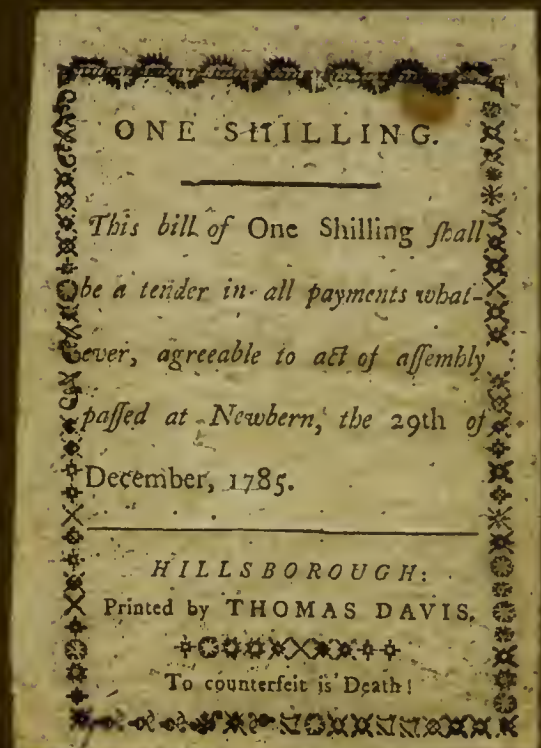 ONE SHILLING.
This bill of One Shilling ſhall
be a tender in all payments what-
ever, agreeable to act of aſſembly
paſſed at Newbern, the 29th of
December, 1785.
HILLSBOROUGH:
Printed by THOMAS DAVIS.
To counterfeit is Death!